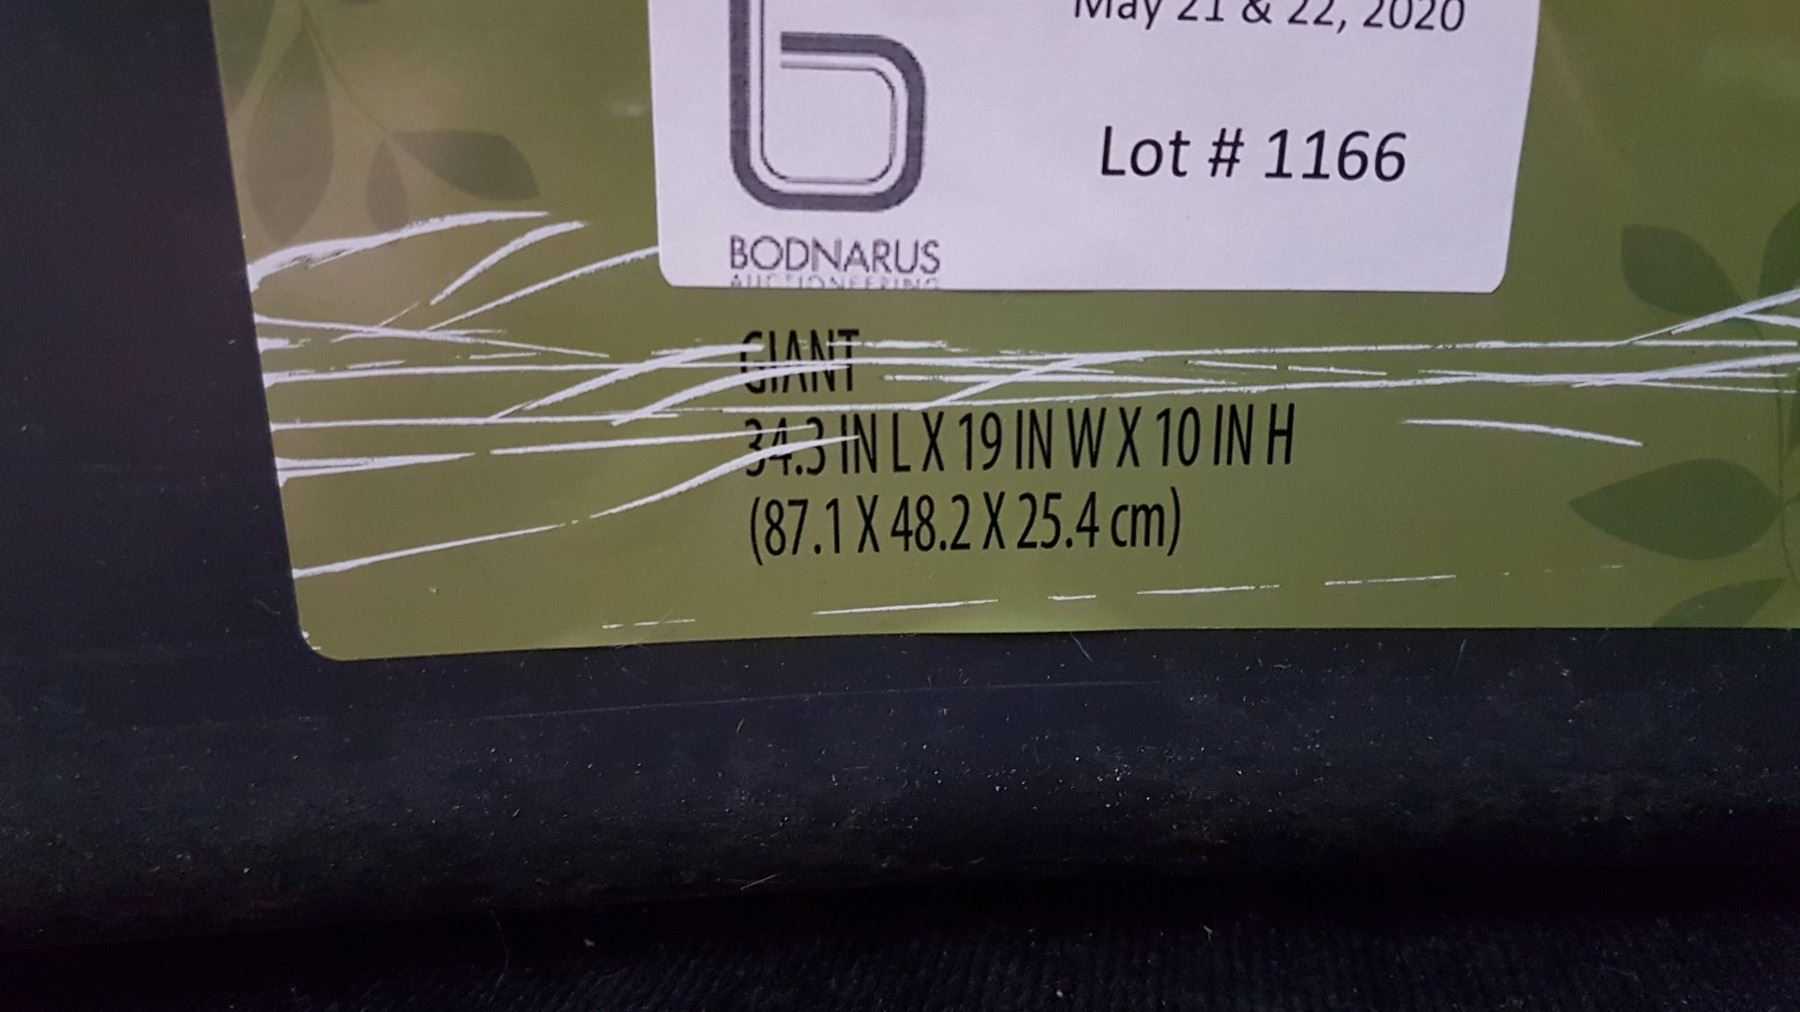 May 21 & 22, 2020
Lot # 1166
BODNARUS
AUCTIONEERING
GIANT
34.3 IN L X 19 IN W X 10 IN H
(87.1 X 48.2 X 25.4 cm)